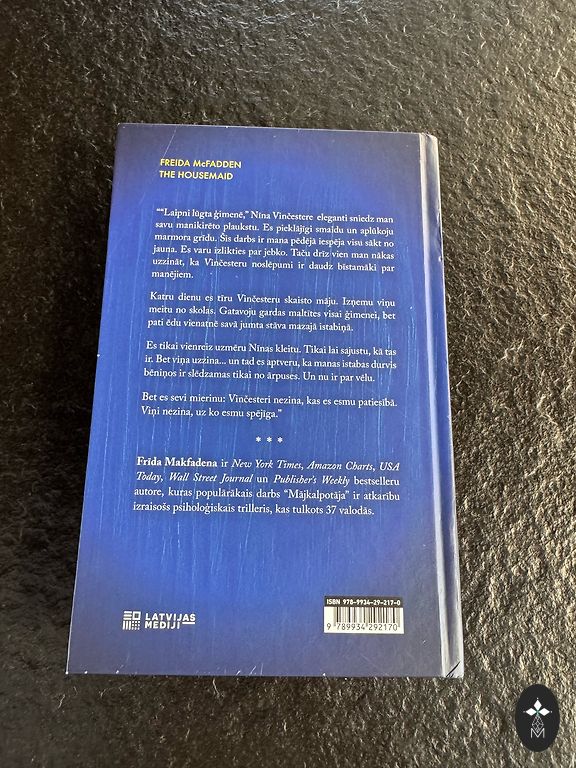 FREIDA McFADDEN
THE HOUSEMAID
““Laipni lūgta ģimenē,” Nīna Vinčestere eleganti sniedz man
savu manikirēto plaukstu. Es pieklājīgi smaidu un aplūkoju
marmora grīdu. Šis darbs ir mana pēdējā iespēja visu sākt no
jauna. Es varu izlikties par jebko. Taču drīz vien man nākas
uzzināt, ka Vinčesteru noslēpumi ir daudz bīstamāki par
manējiem.
Katru dienu es tīru Vinčesteru skaisto māju. Izņemu viņu
meitu no skolas. Gatavoju gardas maltītes visai ģimenei, bet
pati ēdu vienatnē savā jumta stāva mazajā istabiņā.
Es tikai vienreiz uzmēru Nīnas kleitu. Tikai lai sajustu, kā tas
ir. Bet viņa uzzina... un tad es aptveru, ka manas istabas durvis
bēniņos ir slēdzamas tikai no ārpuses. Un nu ir par vēlu.
Bet es sevi mierinu: Vinčesteri nezina, kas es esmu patiesībā.
Viņi nezina, uz ko esmu spējīga.”
* * *
Frīda Makfadena ir New York Times, Amazon Charts, USA
Today, Wall Street Journal un Publisher's Weekly bestselleru
autore, kuras populārākais darbs “Mājkalpotāja” ir atkarību
izraisošs psiholoģiskais trilleris, kas tulkots 37 valodās.
LATVIJAS
MEDIJI
ISBN 978-9934-29-217-0
9 789934 292170
M